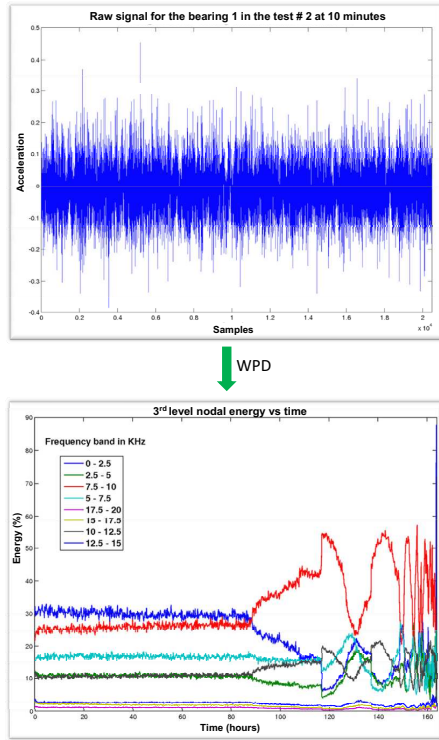 Raw signal for the bearing 1 in the test # 2 at 10 minutes
0.5
0.4
0.3
0.2
0.1
0
-0.1
-0.2
-0.3
-0.4
Acceleration
0 0.2 0.4 0.6 0.8 1 1.2 1.4 1.6 1.8 2
x 10⁴
Samples
WPD
3rd level nodal energy vs time
90
80
70
60
50
40
30
20
10
0
Energy (%)
Frequency band in KHz
0 - 2.5
2.5 - 5
7.5 - 10
5 - 7.5
17.5 - 20
15 - 17.5
10 - 12.5
12.5 - 15
0 20 40 60 80 100 120 140 160
Time (hours)